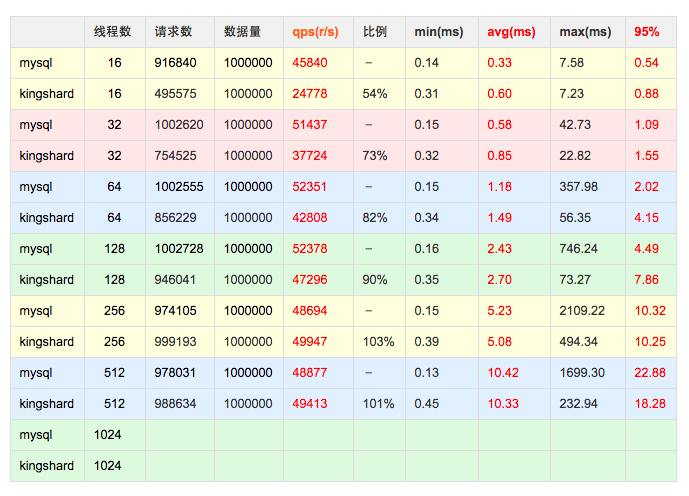 线程数 请求数 数据量 qps(r/s) 比例 min(ms) avg(ms) max(ms) 95%
mysql 16 916840 1000000 45840 – 0.14 0.33 7.58 0.54
kingshard 16 495575 1000000 24778 54% 0.31 0.60 7.23 0.88
mysql 32 1002620 1000000 51437 – 0.15 0.58 42.73 1.09
kingshard 32 754525 1000000 37724 73% 0.32 0.85 22.82 1.55
mysql 64 1002555 1000000 52351 – 0.15 1.18 357.98 2.02
kingshard 64 856229 1000000 42808 82% 0.34 1.49 56.35 4.15
mysql 128 1002728 1000000 52378 – 0.16 2.43 746.24 4.49
kingshard 128 946041 1000000 47296 90% 0.35 2.70 73.27 7.86
mysql 256 974105 1000000 48694 – 0.15 5.23 2109.22 10.32
kingshard 256 999193 1000000 49947 103% 0.39 5.08 494.34 10.25
mysql 512 978031 1000000 48877 – 0.13 10.42 1699.30 22.88
kingshard 512 988634 1000000 49413 101% 0.45 10.33 232.94 18.28
mysql 1024
kingshard 1024